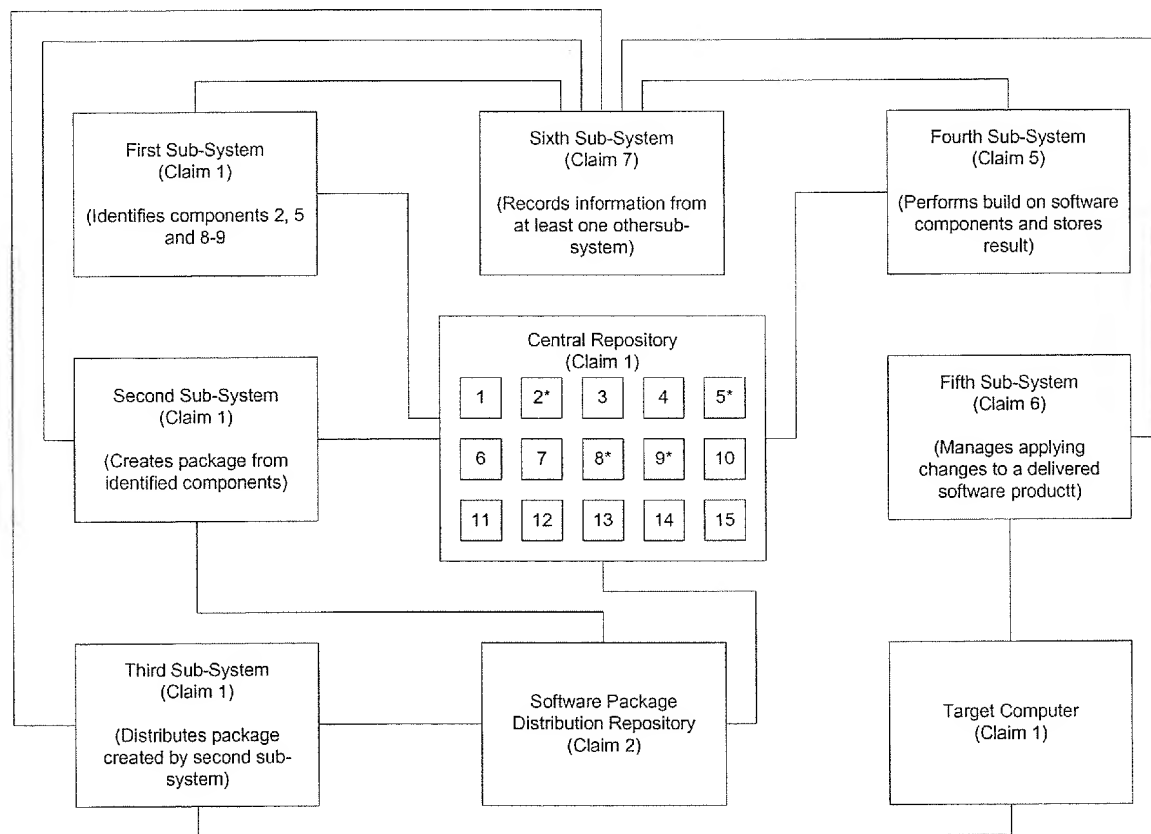 First Sub-System
(Claim 1)
(Identifies components 2, 5
and 8-9
Sixth Sub-System
(Claim 7)
(Records information from
at least one othersub-
system)
Fourth Sub-System
(Claim 5)
(Performs build on software
components and stores
result)
Second Sub-System
(Claim 1)
(Creates package from
identified components)
Central Repository
(Claim 1)
1 2* 3 4 5*
6 7 8* 9* 10
11 12 13 14 15
Fifth Sub-System
(Claim 6)
(Manages applying
changes to a delivered
software productt)
Third Sub-System
(Claim 1)
(Distributes package
created by second sub-
system)
Software Package
Distribution Repository
(Claim 2)
Target Computer
(Claim 1)